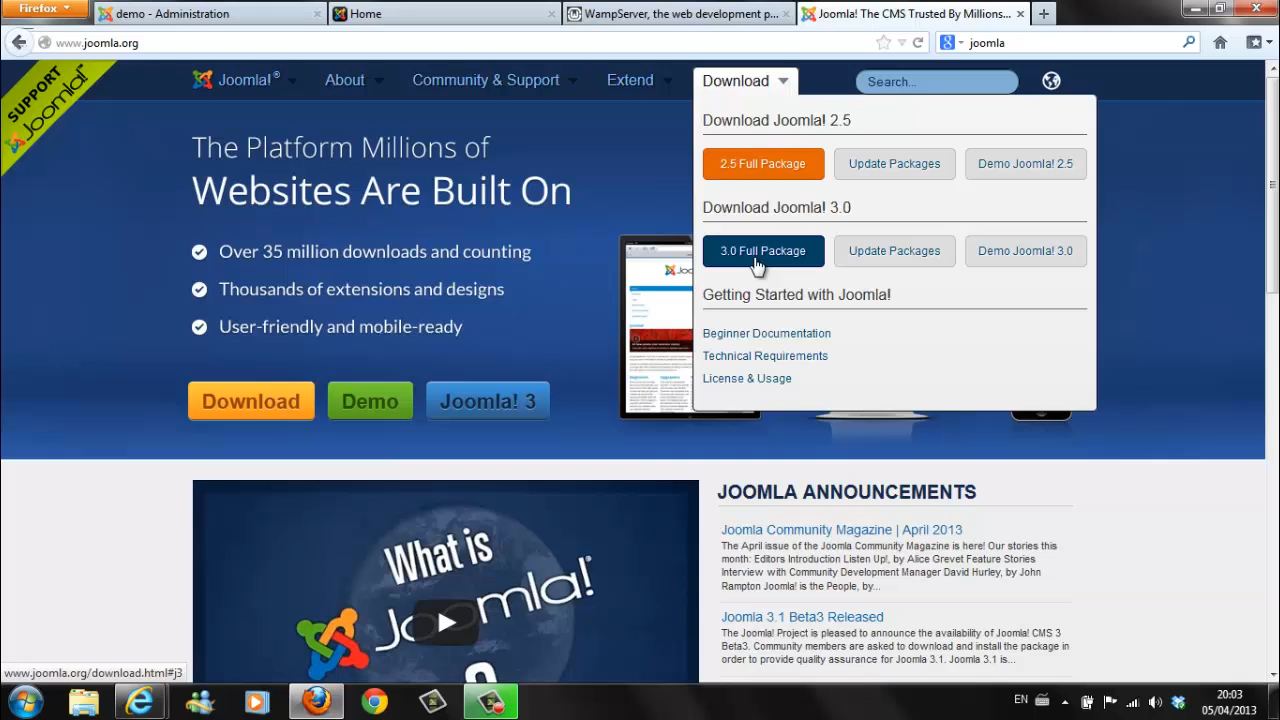 Firefox
demo - Administration
Home
WampServer, the web development p...
Joomla! The CMS Trusted By Millions...
www.joomla.org
joomla
SUPPORT
Joomla!
Joomla!®
About
Community & Support
Extend
Download
Search...
Download Joomla! 2.5
2.5 Full Package
Update Packages
Demo Joomla! 2.5
Download Joomla! 3.0
3.0 Full Package
Update Packages
Demo Joomla! 3.0
Getting Started with Joomla!
Beginner Documentation
Technical Requirements
License & Usage
The Platform Millions of
Websites Are Built On
Over 35 million downloads and counting
Thousands of extensions and designs
User-friendly and mobile-ready
Download
Demo
Joomla! 3
What is
Joomla!
?
JOOMLA ANNOUNCEMENTS
Joomla Community Magazine | April 2013
The April issue of the Joomla Community Magazine is here! Our stories this
month: Editors Introduction Listen Up!, by Alice Grevet Feature Stories
Interview with Community Development Manager David Hurley, by John
Rampton Joomla! is the People, by...
Joomla 3.1 Beta3 Released
The Joomla! Project is pleased to announce the availability of Joomla! CMS 3
Beta3. Community members are asked to download and install the package in
order to provide quality assurance for Joomla 3.1. Joomla 3.1 is...
www.joomla.org/download.html#j3
EN
20:03
05/04/2013